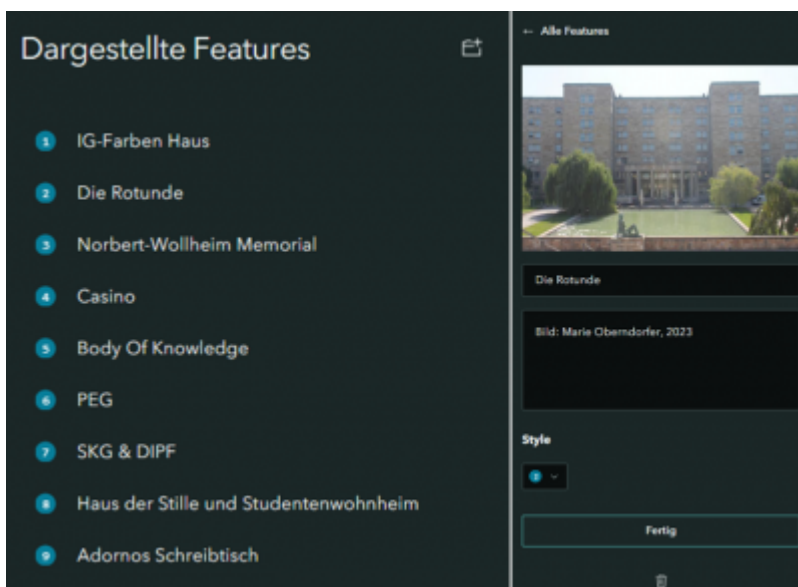 Dargestellte Features
1 IG-Farben Haus
2 Die Rotunde
3 Norbert-Wollheim Memorial
4 Casino
5 Body Of Knowledge
6 PEG
7 SKG & DIPF
8 Haus der Stille und Studentenwohnheim
9 Adornos Schreibtisch
← Alle Features
Die Rotunde
Bild: Marie Oberndorfer, 2023
Style
Fertig